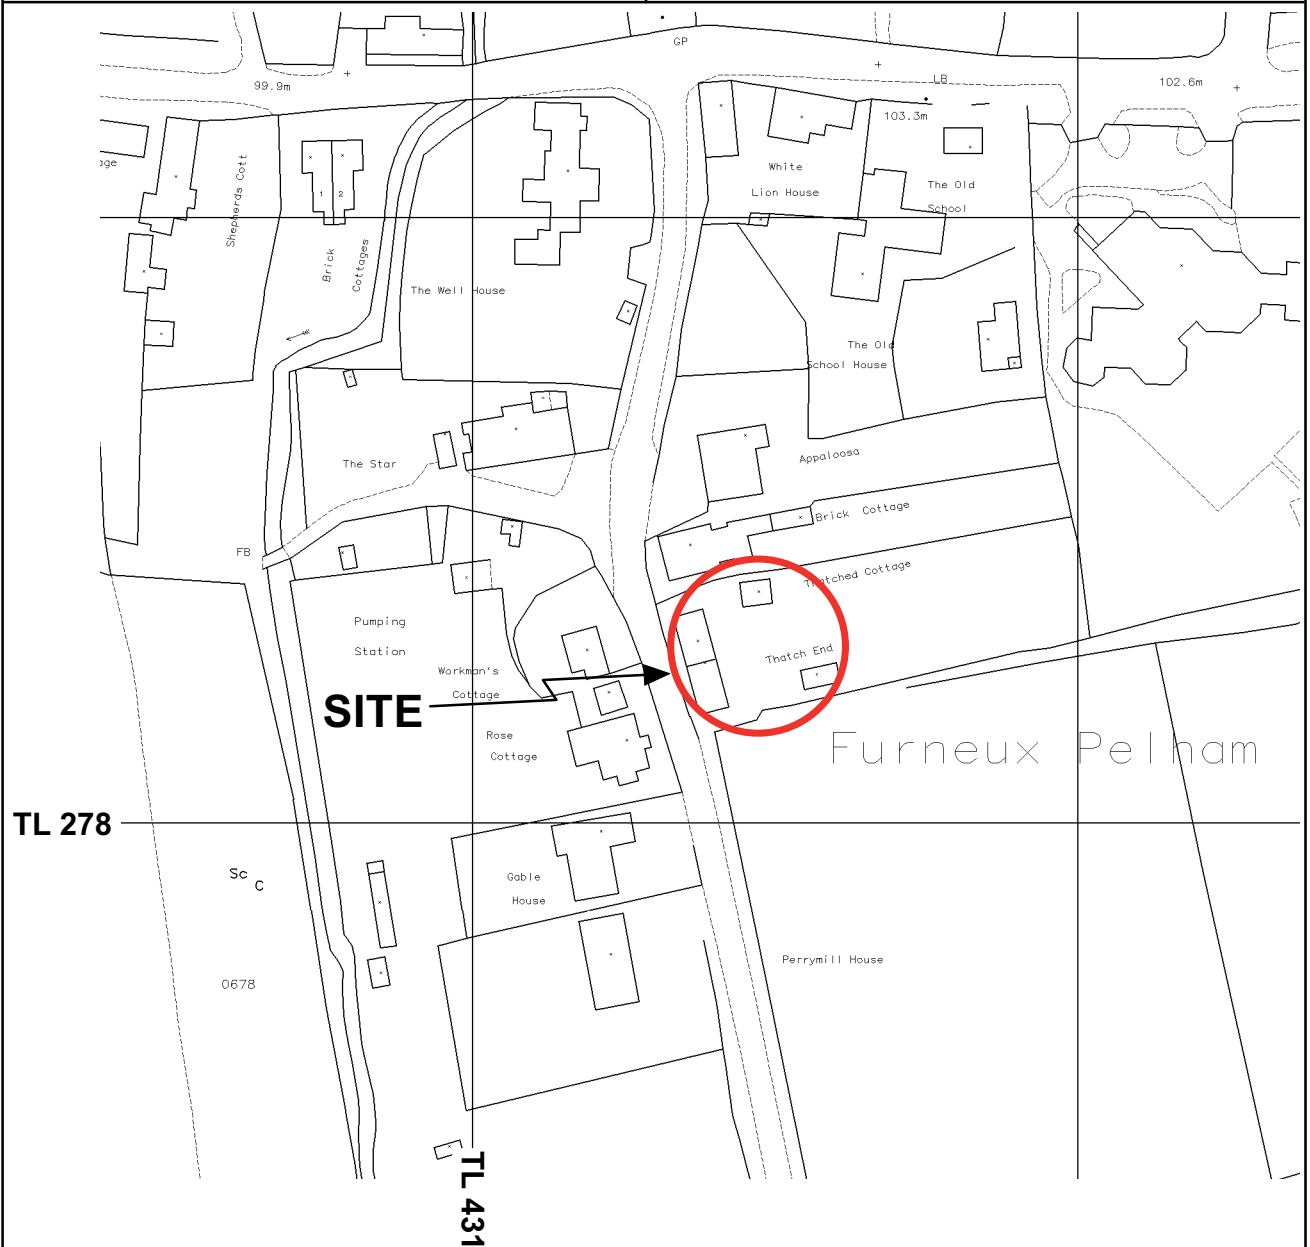 GP
99.9m
LB
102.6m
103.3m
age
Shepherds Cott
1
2
White
Lion House
The Old
School
Brick
Cottages
The Well House
The Old
School House
The Star
Appaloosa
Brick Cottage
FB
Thatched Cottage
Pumping
Station
Thatch End
Workman's
Cottage
SITE
Rose
Cottage
Furneux Pelham
TL 278
Sc
C
Gable
House
Perrymill House
0678
TL 431